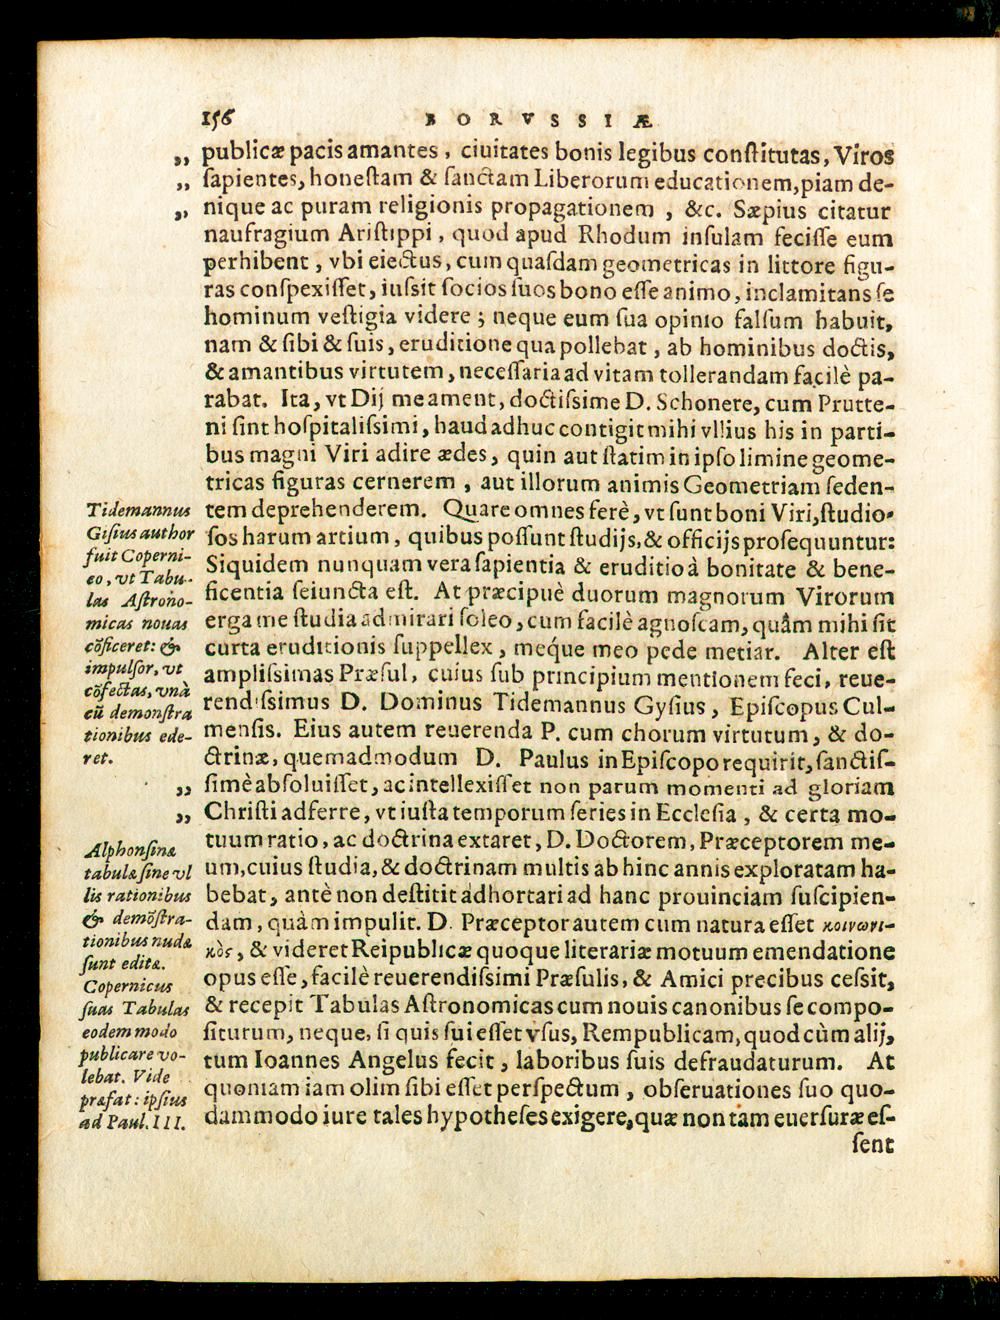 156 BORVSSIÆ
„ publicæ pacis amantes, ciuitates bonis legibus conſtitutas, Viros
„ ſapientes, honeſtam & ſanctam Liberorum educationem, piam de-
„ nique ac puram religionis propagationem, &c. Sæpius citatur
naufragium Ariſtippi, quod apud Rhodum inſulam feciſſe eum
perhibent, vbi eiectus, cum quaſdam geometricas in littore figu-
ras conſpexiſſet, iuſsit ſocios ſuos bono eſſe animo, inclamitans ſe
hominum veſtigia videre; neque eum ſua opinio falſum habuit,
nam & ſibi & ſuis, eruditione qua pollebat, ab hominibus doctis,
& amantibus virtutem, neceſſaria ad vitam tollerandam facilè pa-
rabat. Ita, vt Dij me ament, doctiſsime D. Schonere, cum Prutte-
ni ſint hoſpitaliſsimi, haud adhuc contigit mihi vllius his in parti-
bus magni Viri adire ædes, quin aut ſtatim in ipſo limine geome-
tricas figuras cernerem, aut illorum animis Geometriam ſeden-
tem deprehenderem. Quare omnes ferè, vt ſunt boni Viri, ſtudio-
ſos harum artium, quibus poſſunt ſtudijs, & officijs proſequuntur:
Siquidem nunquam vera ſapientia & eruditio à bonitate & bene-
ficentia ſeiuncta eſt. At præcipuè duorum magnorum Virorum
erga me ſtudia admirari ſoleo, cum facilè agnoſcam, quâm mihi ſit
curta eruditionis ſuppellex, méque meo pede metiar. Alter eſt
ampliſsimas Præſul, cuius ſub principium mentionem feci, reue-
rendiſsimus D. Dominus Tidemannus Gyſius, Epiſcopus Cul-
menſis. Eius autem reuerenda P. cum chorum virtutum, & do-
ctrinæ, quemadmodum D. Paulus in Epiſcopo requirit, ſanctiſ-
„ ſimè abſoluiſſet, ac intellexiſſet non parum momenti ad gloriam
„ Chriſti adferre, vt iuſta temporum ſeries in Eccleſia, & certa mo-
tuum ratio, ac doctrina extaret, D. Doctorem, Præceptorem me-
um, cuius ſtudia, & doctrinam multis ab hinc annis exploratam ha-
bebat, antè non deſtitit adhortari ad hanc prouinciam ſuſcipien-
dam, quàm impulit. D. Præceptor autem cum natura eſſet κοινωνι-
κὸς, & videret Reipublicæ quoque literariæ motuum emendatione
opus eſſe, facilè reuerendiſsimi Præſulis, & Amici precibus ceſsit,
& recepit Tabulas Aſtronomicas cum nouis canonibus ſe compo-
ſiturum, neque, ſi quis ſui eſſet vſus, Rempublicam, quod cùm alij,
tum Ioannes Angelus fecit, laboribus ſuis defraudaturum. At
quoniam iam olim ſibi eſſet perſpectum, obſeruationes ſuo quo-
dammodo iure tales hypotheſes exigere, quæ non tam euerſuræ eſ-
ſent
Tidemannus
Giſius author
fuit Coperni-
co, vt Tabu-
las Aſtrono-
micas nouas
cõficeret: &
impulſor, vt
cõfectas, vnà
cũ demonſtra
tionibus ede-
ret.
Alphonſinæ
tabulæ ſine vl
lis rationibus
& demõſtra-
tionibus nudæ
ſunt editæ.
Copernicus
ſuas Tabulas
eodem modo
publicare vo-
lebat. Vide
præfat: ipſius
ad Paul. III.